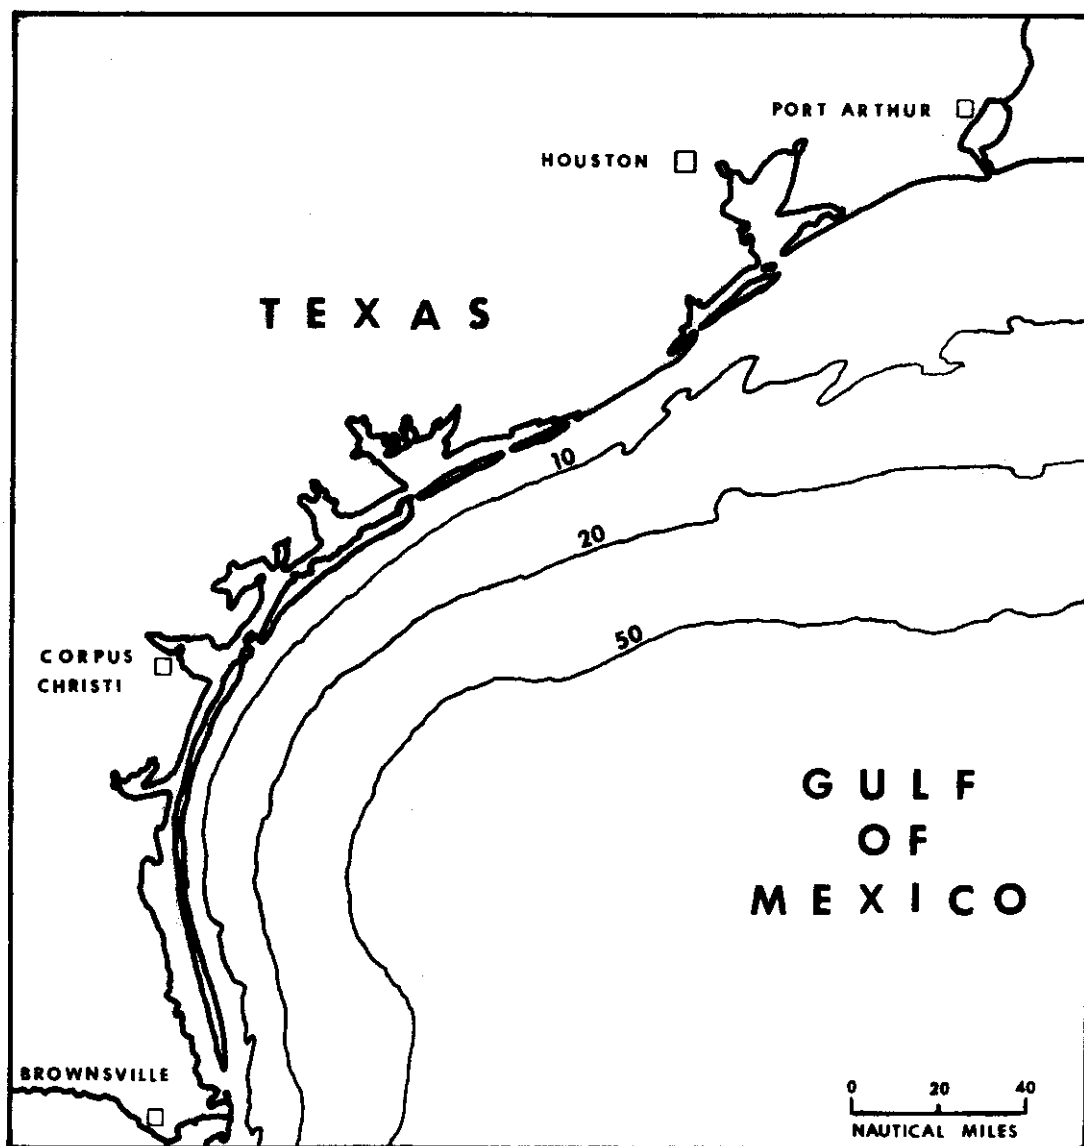 PORT ARTHUR
HOUSTON
TEXAS
10
20
50
CORPUS
CHRISTI
GULF
OF
MEXICO
BROWNSVILLE
0 20 40
NAUTICAL MILES